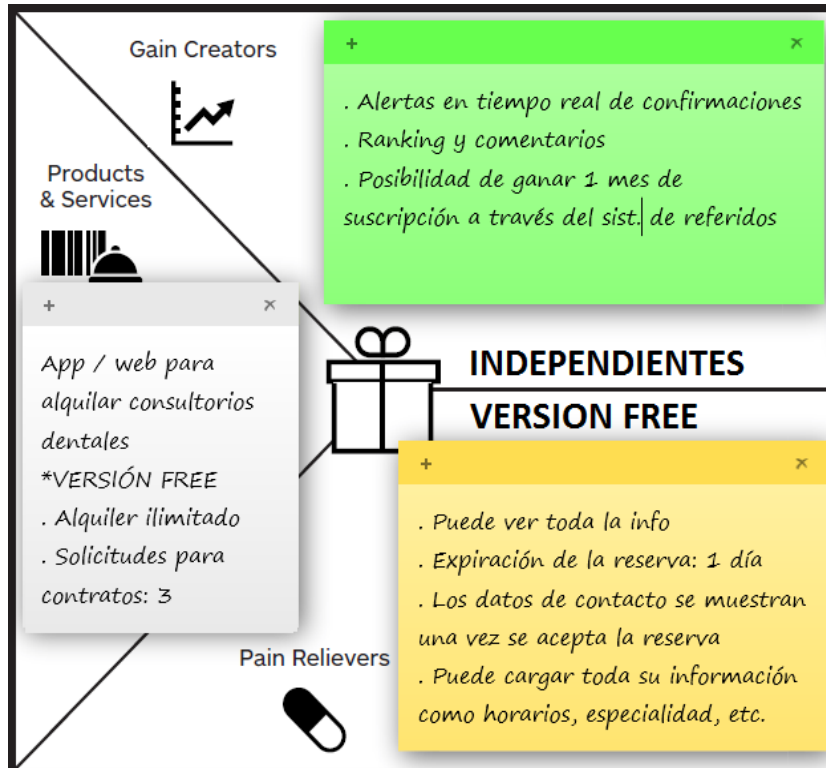 Gain Creators
+ ×
. Alertas en tiempo real de confirmaciones
. Ranking y comentarios
. Posibilidad de ganar 1 mes de
suscripción a través del sist. de referidos
Products
& Services
+ ×
App / web para
alquilar consultorios
dentales
*VERSIÓN FREE
. Alquiler ilimitado
. Solicitudes para
contratos: 3
INDEPENDIENTES
VERSION FREE
+ ×
. Puede ver toda la info
. Expiración de la reserva: 1 día
. Los datos de contacto se muestran
una vez se acepta la reserva
. Puede cargar toda su información
como horarios, especialidad, etc.
Pain Relievers